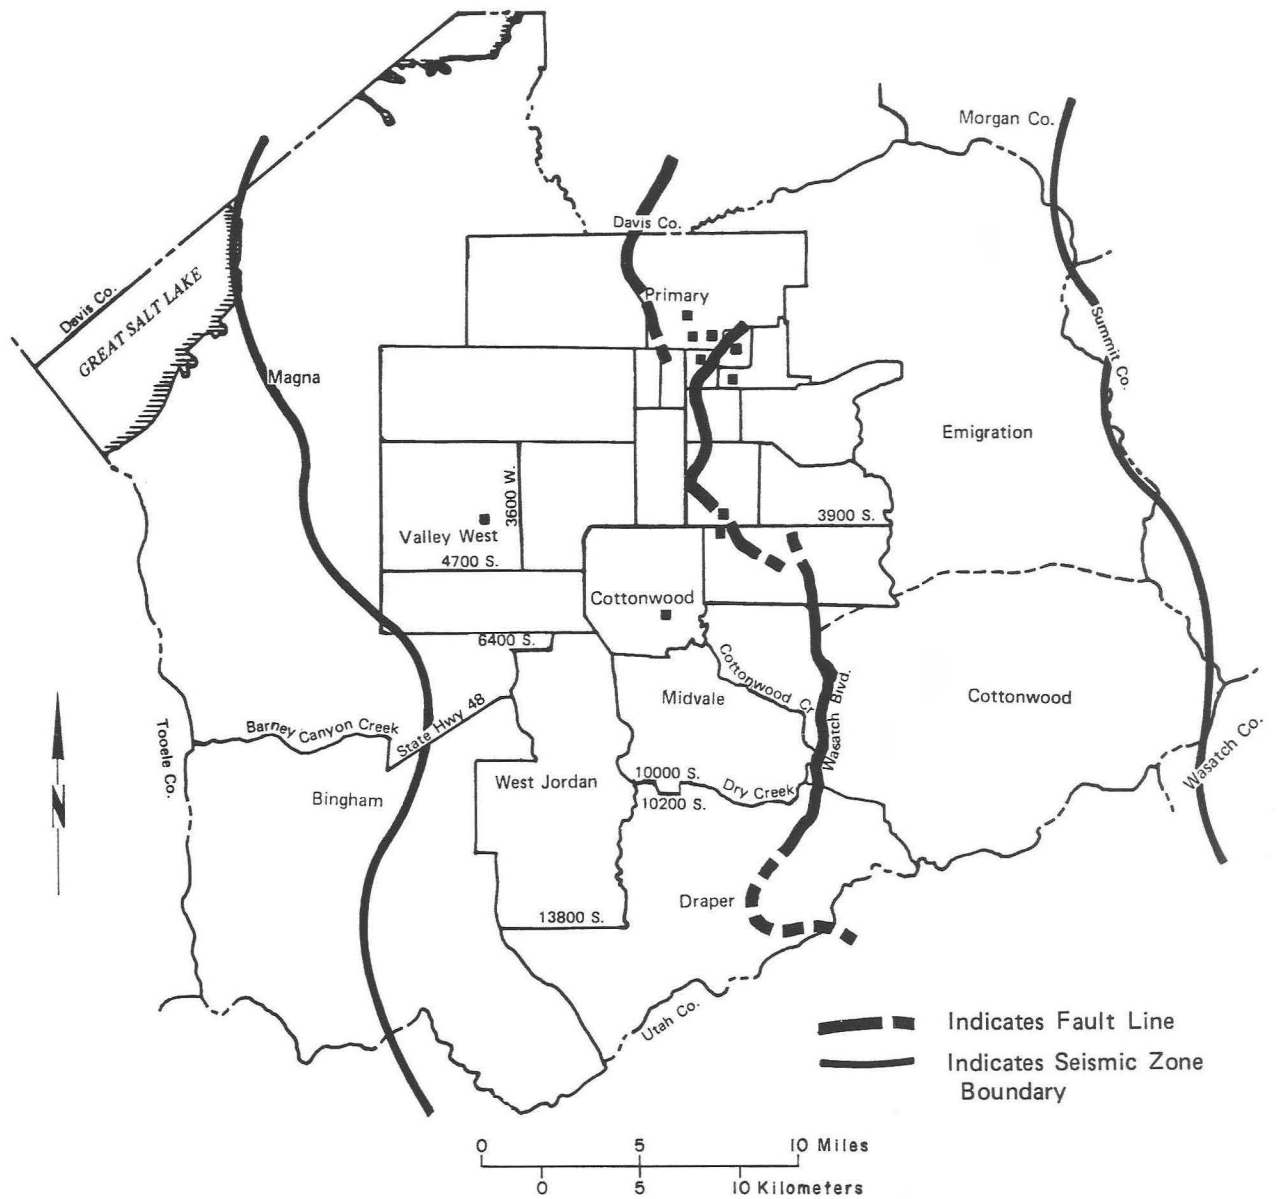 Morgan Co.
Davis Co.
Davis Co.
GREAT SALT LAKE
Primary
Summit Co.
Magna
Emigration
3600 W.
3900 S.
Valley West
4700 S.
Cottonwood
6400 S.
Cottonwood Cr.
Wasatch Blvd.
Midvale
Cottonwood
State Hwy 48
Barney Canyon Creek
Tooele Co.
Wasatch Co.
N
West Jordan
10000 S.
Dry Creek
10200 S.
Bingham
Draper
13800 S.
Utah Co.
Indicates Fault Line
Indicates Seismic Zone
Boundary
0 5 10 Miles
0 5 10 Kilometers